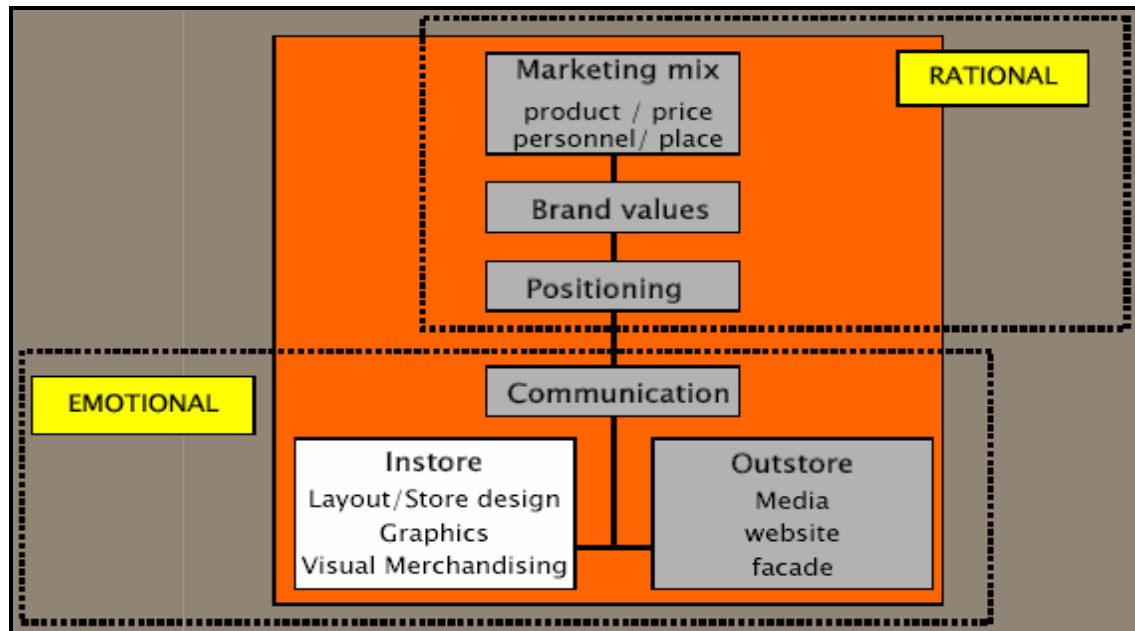 Marketing mix
product / price
personnel/ place
RATIONAL
Brand values
Positioning
Communication
EMOTIONAL
Instore
Layout/Store design
Graphics
Visual Merchandising
Outstore
Media
website
facade